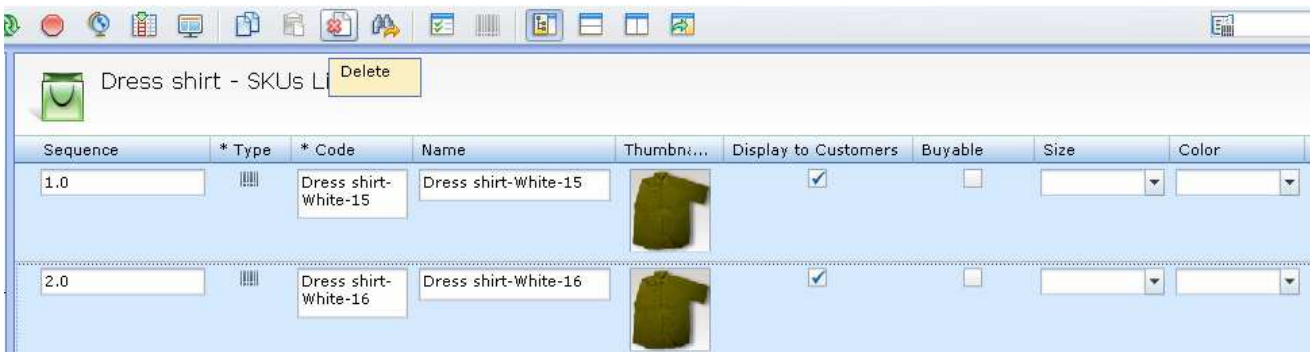 Delete
Dress shirt - SKUs Li
Sequence * Type * Code Name Thumbna... Display to Customers Buyable Size Color
1.0 Dress shirt- Dress shirt-White-15
White-15
2.0 Dress shirt- Dress shirt-White-16
White-16